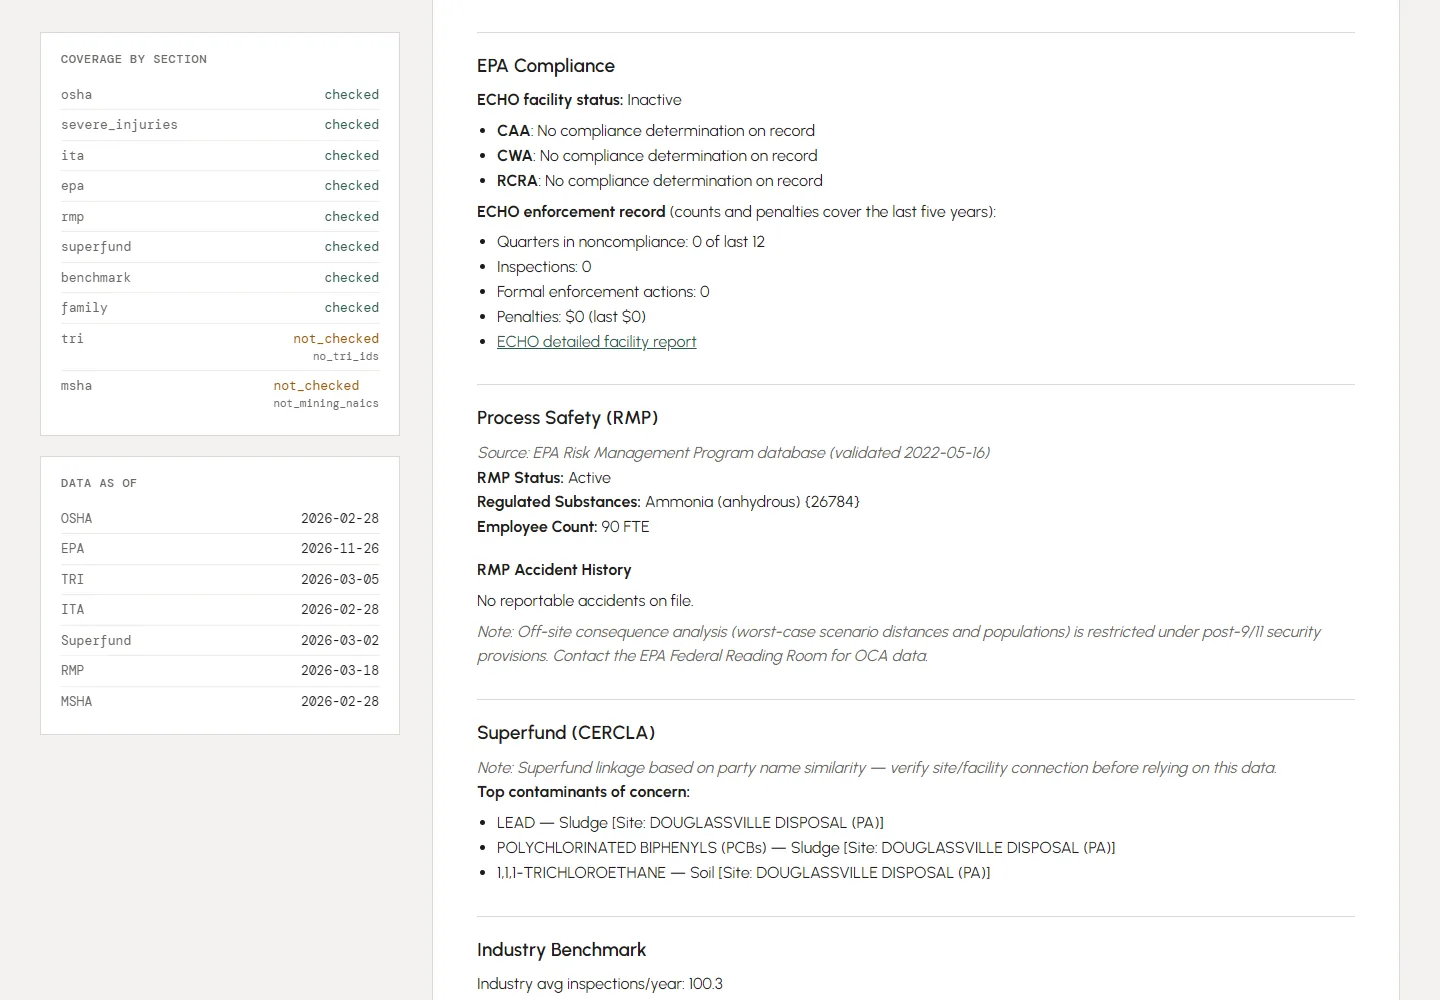 COVERAGE BY SECTION
osha checked
severe_injuries checked
ita checked
epa checked
rmp checked
superfund checked
benchmark checked
family checked
tri not_checked
no_tri_ids
msha not_checked
not_mining_naics
DATA AS OF
OSHA 2026-02-28
EPA 2026-11-26
TRI 2026-03-05
ITA 2026-02-28
Superfund 2026-03-02
RMP 2026-03-18
MSHA 2026-02-28
EPA Compliance
ECHO facility status: Inactive
• CAA: No compliance determination on record
• CWA: No compliance determination on record
• RCRA: No compliance determination on record
ECHO enforcement record (counts and penalties cover the last five years):
• Quarters in noncompliance: 0 of last 12
• Inspections: 0
• Formal enforcement actions: 0
• Penalties: $0 (last $0)
• ECHO detailed facility report
Process Safety (RMP)
Source: EPA Risk Management Program database (validated 2022-05-16)
RMP Status: Active
Regulated Substances: Ammonia (anhydrous) {26784}
Employee Count: 90 FTE
RMP Accident History
No reportable accidents on file.
Note: Off-site consequence analysis (worst-case scenario distances and populations) is restricted under post-9/11 security
provisions. Contact the EPA Federal Reading Room for OCA data.
Superfund (CERCLA)
Note: Superfund linkage based on party name similarity — verify site/facility connection before relying on this data.
Top contaminants of concern:
• LEAD — Sludge [Site: DOUGLASSVILLE DISPOSAL (PA)]
• POLYCHLORINATED BIPHENYLS (PCBs) — Sludge [Site: DOUGLASSVILLE DISPOSAL (PA)]
• 1,1,1-TRICHLOROETHANE — Soil [Site: DOUGLASSVILLE DISPOSAL (PA)]
Industry Benchmark
Industry avg inspections/year: 100.3